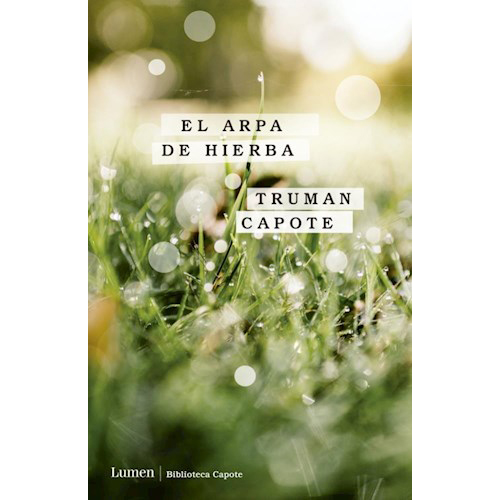 EL ARPA
DE HIERBA
TRUMAN
CAPOTE
Lumen | Biblioteca Capote